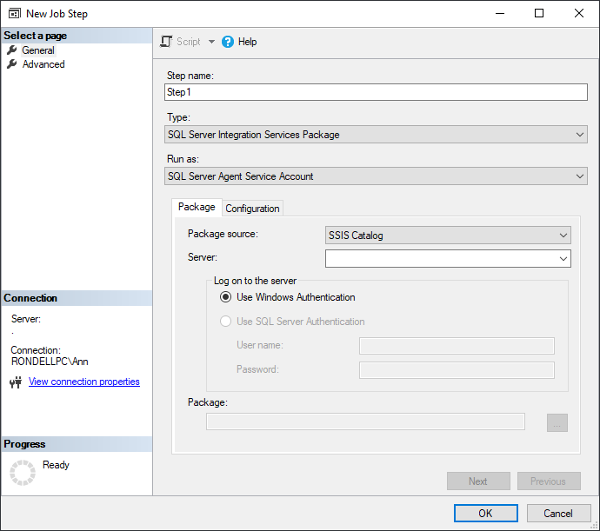 New Job Step
Select a page
General
Advanced
Script
Help
Step name:
Step1
Type:
SQL Server Integration Services Package
Run as:
SQL Server Agent Service Account
Package
Configuration
Package source:
SSIS Catalog
Server:
Log on to the server
Use Windows Authentication
Use SQL Server Authentication
User name:
Password:
Package:
...
Connection
Server:
.
Connection:
RONDELLPC\Ann
View connection properties
Progress
Ready
Next
Previous
OK
Cancel